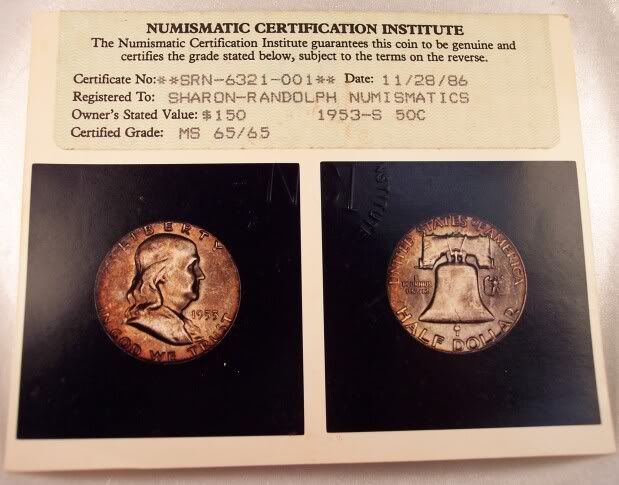 NUMISMATIC CERTIFICATION INSTITUTE
The Numismatic Certification Institute guarantees this coin to be genuine and
certifies the grade stated below, subject to the terms on the reverse.
Certificate No: **SRN-6321-001** Date: 11/28/86
Registered To: SHARON-RANDOLPH NUMISMATICS
Owner's Stated Value: $150 1953-S 50C
Certified Grade: MS 65/65
LIBERTY
1953
IN GOD WE TRUST
UNITED STATES OF AMERICA
HALF DOLLAR